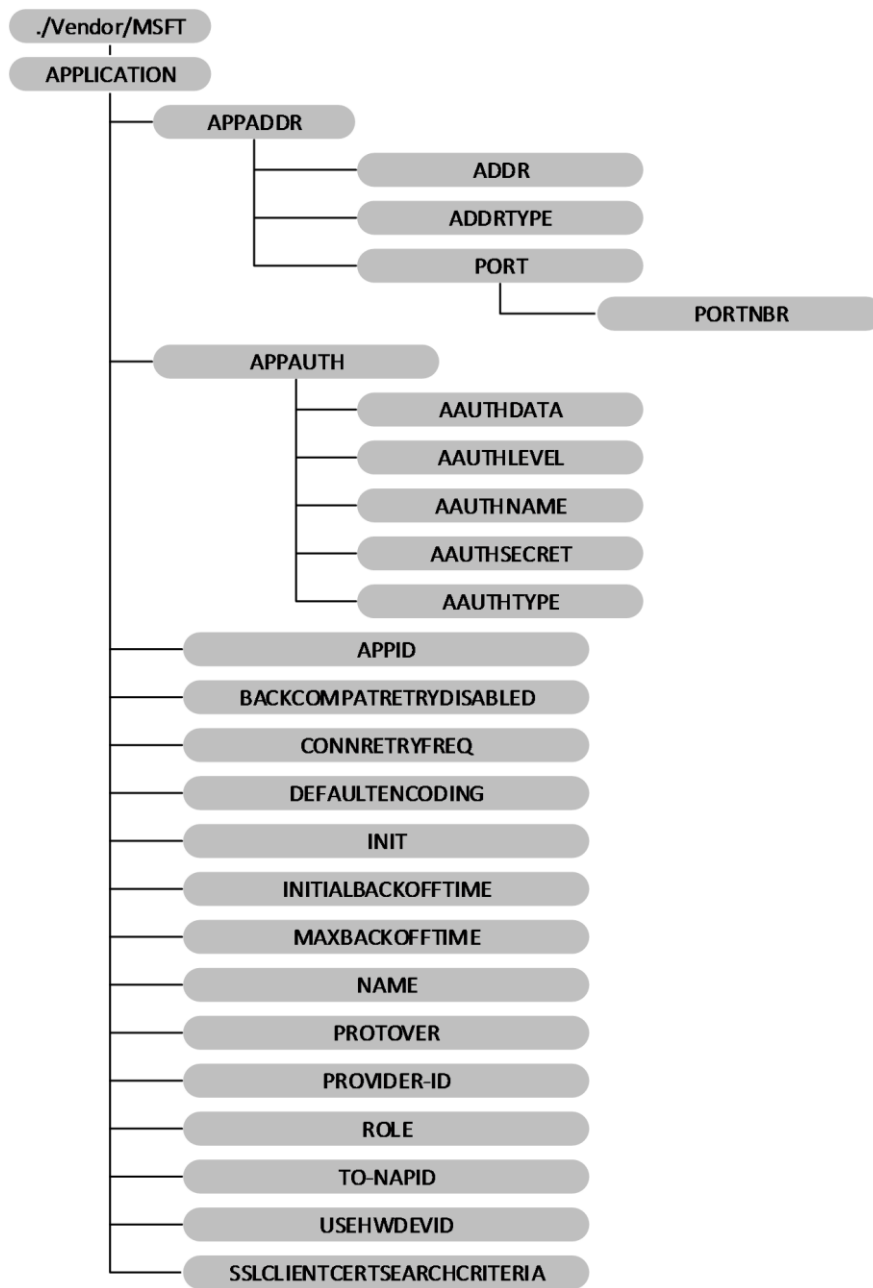 ./Vendor/MSFT
APPLICATION
APPADDR
ADDR
ADDRTYPE
PORT
PORTNBR
APPAUTH
AAUTHDATA
AAUTHLEVEL
AAUTHNAME
AAUTHSECRET
AAUTHTYPE
APPID
BACKCOMPATRETRYDISABLED
CONNRETRYFREQ
DEFAULTENCODING
INIT
INITIALBACKOFFTIME
MAXBACKOFFTIME
NAME
PROTOVER
PROVIDER-ID
ROLE
TO-NAPID
USEHWDEVID
SSLCLIENTCERTSEARCHCRITERIA